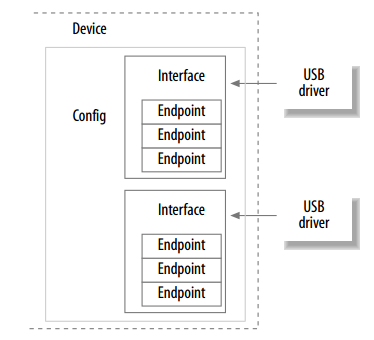 Device
Config
Interface
Endpoint
Endpoint
Endpoint
USB
driver
Interface
Endpoint
Endpoint
Endpoint
USB
driver